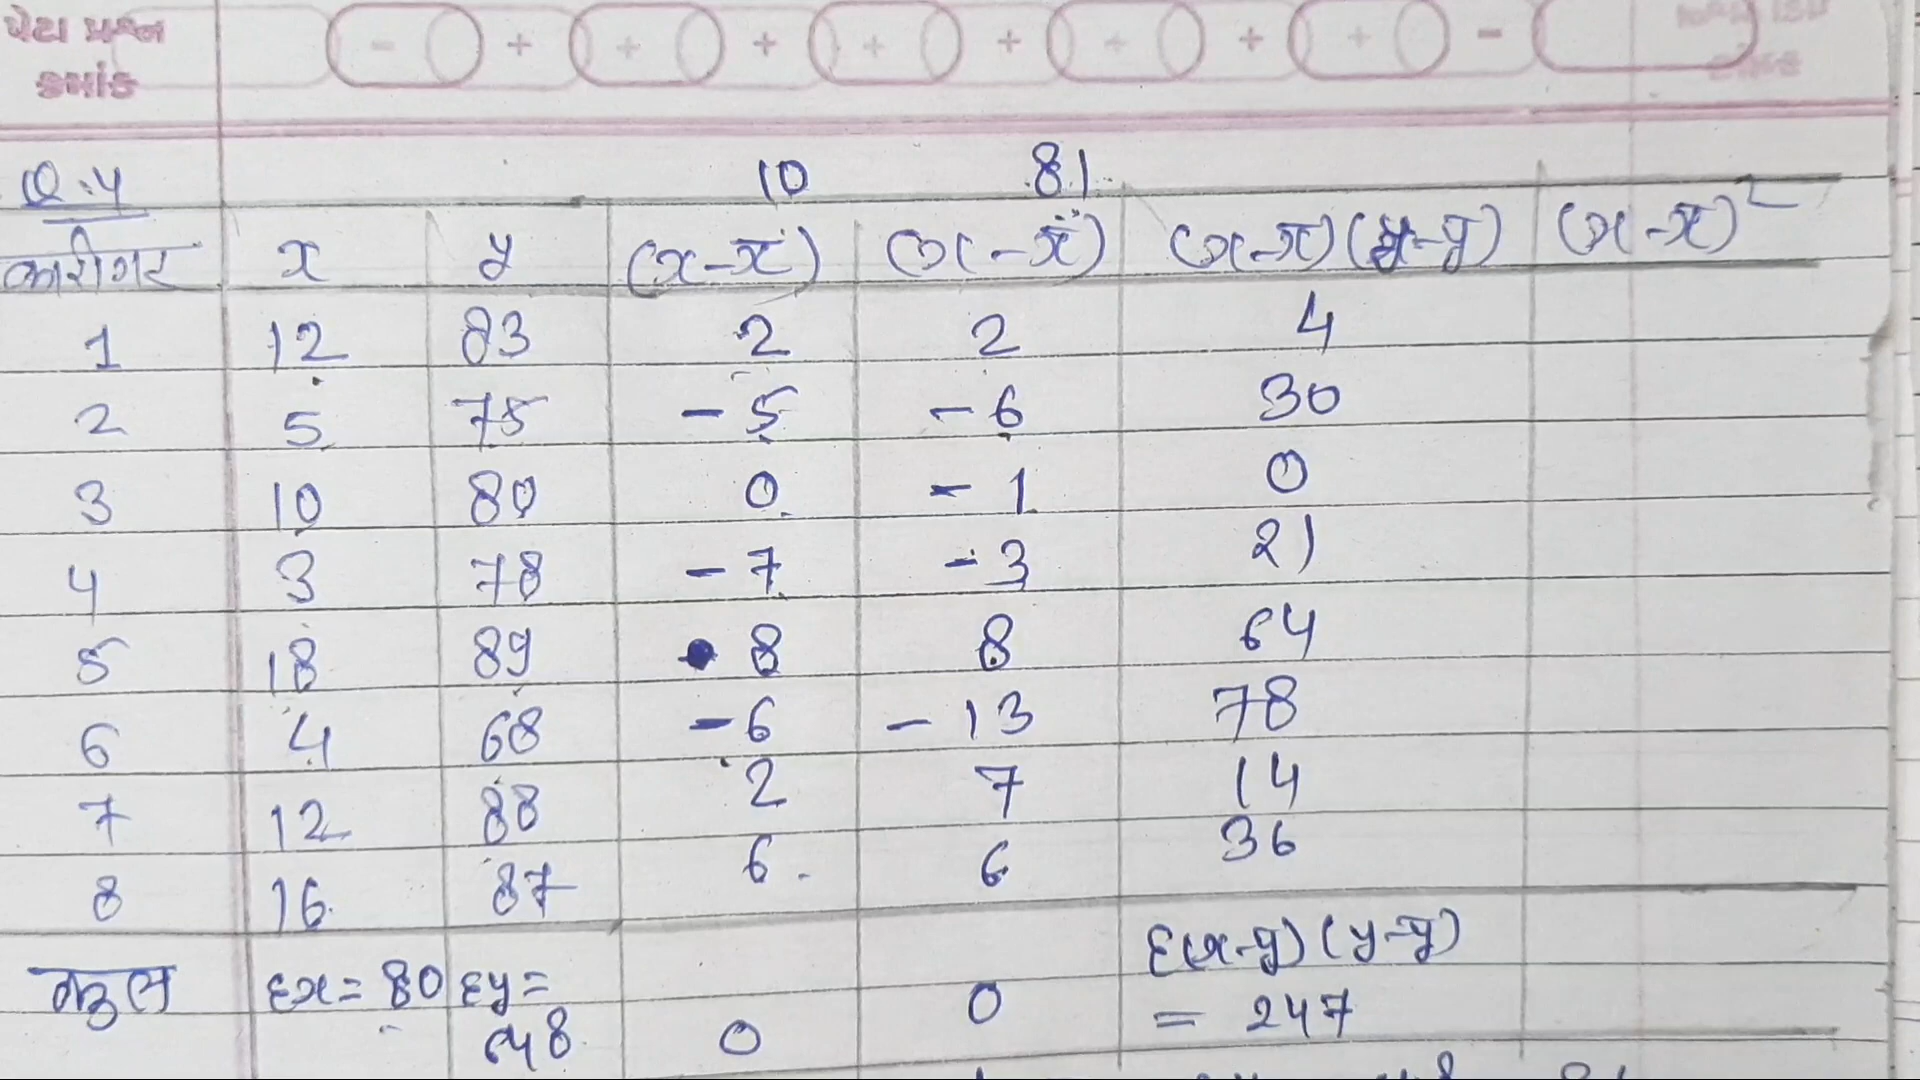 પેટા પ્રશ્ન
ક્રમાંક
- + + + + + + + + -
Q.4
10 81
कारीगर x y (x-x̄) (x-x̄) (x-x̄)(y-ȳ) (x-x̄)²
1 12 83 2 2 4
2 5 75 -5 -6 30
3 10 80 0 -1 0
4 3 78 -7 -3 21
5 18 89 8 8 64
6 4 68 -6 -13 78
7 12 88 2 7 14
8 16 87 6 6 36
कुल Σx=80 Σy= Σ(x-ȳ)(y-ȳ)
648 0 0 = 247